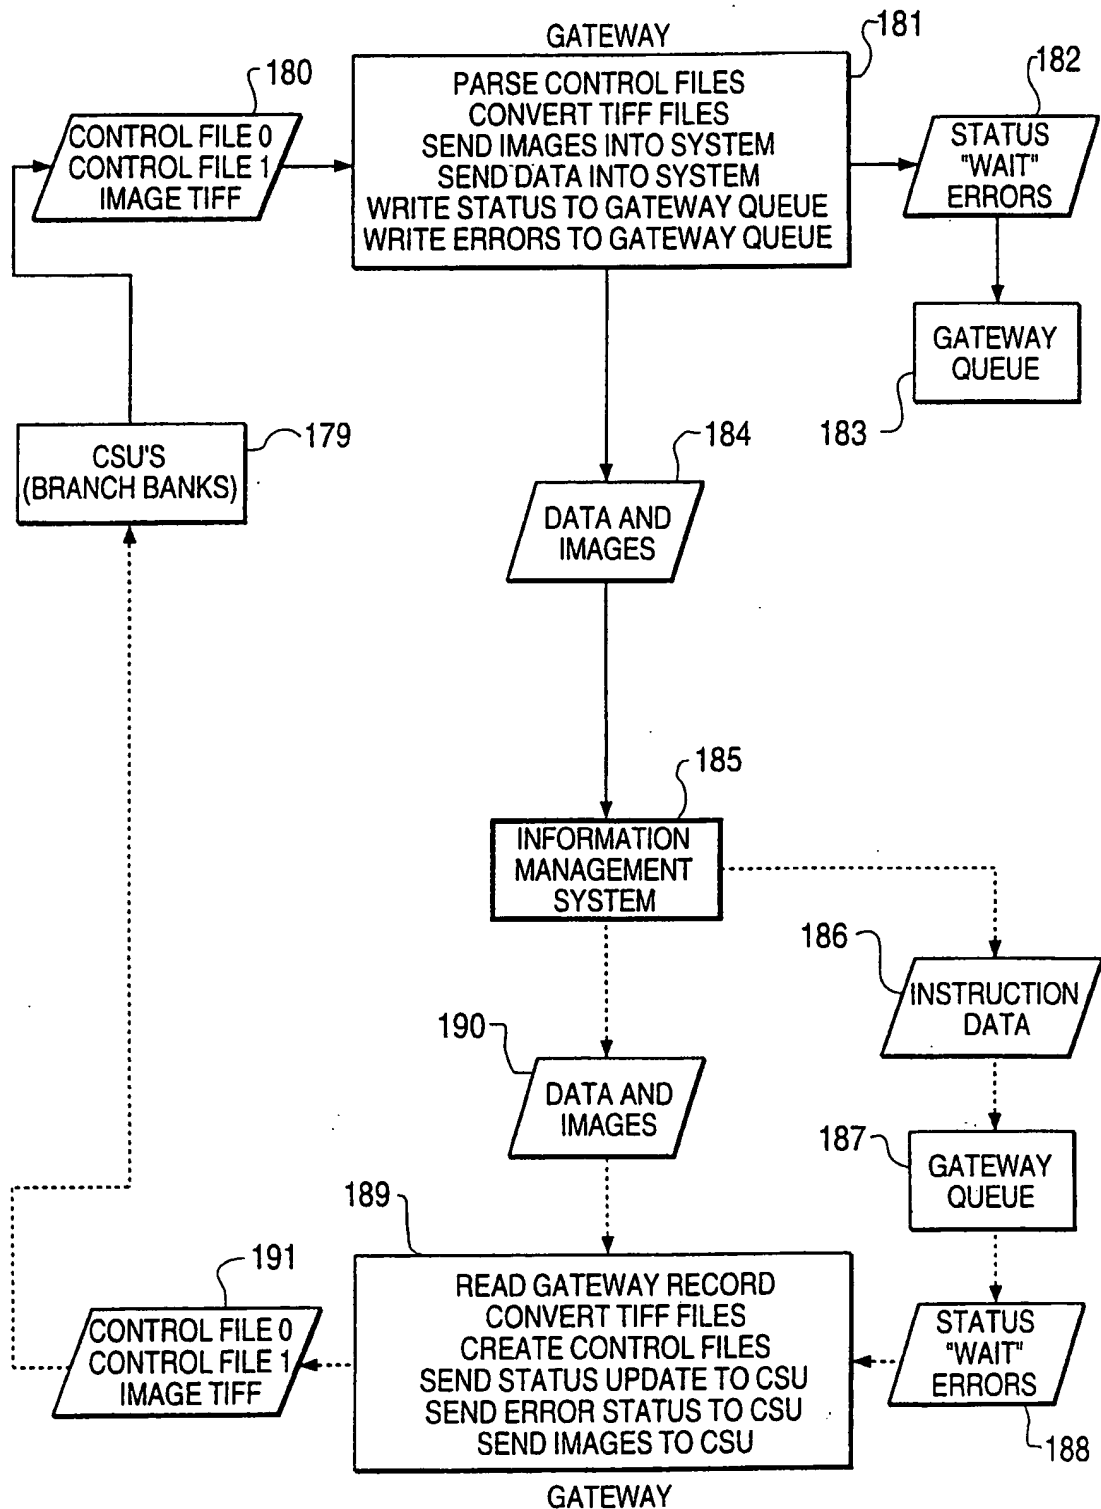 GATEWAY
181
180
182
PARSE CONTROL FILES
CONVERT TIFF FILES
SEND IMAGES INTO SYSTEM
SEND DATA INTO SYSTEM
WRITE STATUS TO GATEWAY QUEUE
WRITE ERRORS TO GATEWAY QUEUE
CONTROL FILE 0
CONTROL FILE 1
IMAGE TIFF
STATUS
"WAIT"
ERRORS
GATEWAY
QUEUE
183
CSU'S
(BRANCH BANKS)
179
184
DATA AND
IMAGES
185
INFORMATION
MANAGEMENT
SYSTEM
186
INSTRUCTION
DATA
190
DATA AND
IMAGES
187
GATEWAY
QUEUE
189
READ GATEWAY RECORD
CONVERT TIFF FILES
CREATE CONTROL FILES
SEND STATUS UPDATE TO CSU
SEND ERROR STATUS TO CSU
SEND IMAGES TO CSU
191
CONTROL FILE 0
CONTROL FILE 1
IMAGE TIFF
STATUS
"WAIT"
ERRORS
188
GATEWAY